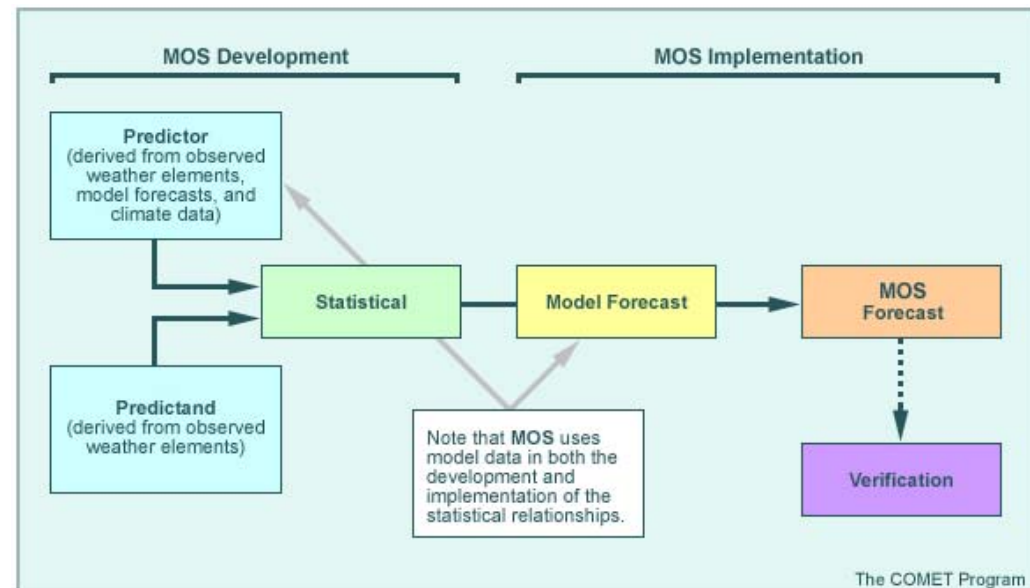 MOS Development
MOS Implementation
Predictor
(derived from observed
weather elements,
model forecasts, and
climate data)
Statistical
Model Forecast
MOS
Forecast
Predictand
(derived from observed
weather elements)
Note that MOS uses
model data in both the
development and
implementation of the
statistical relationships.
Verification
The COMET Program